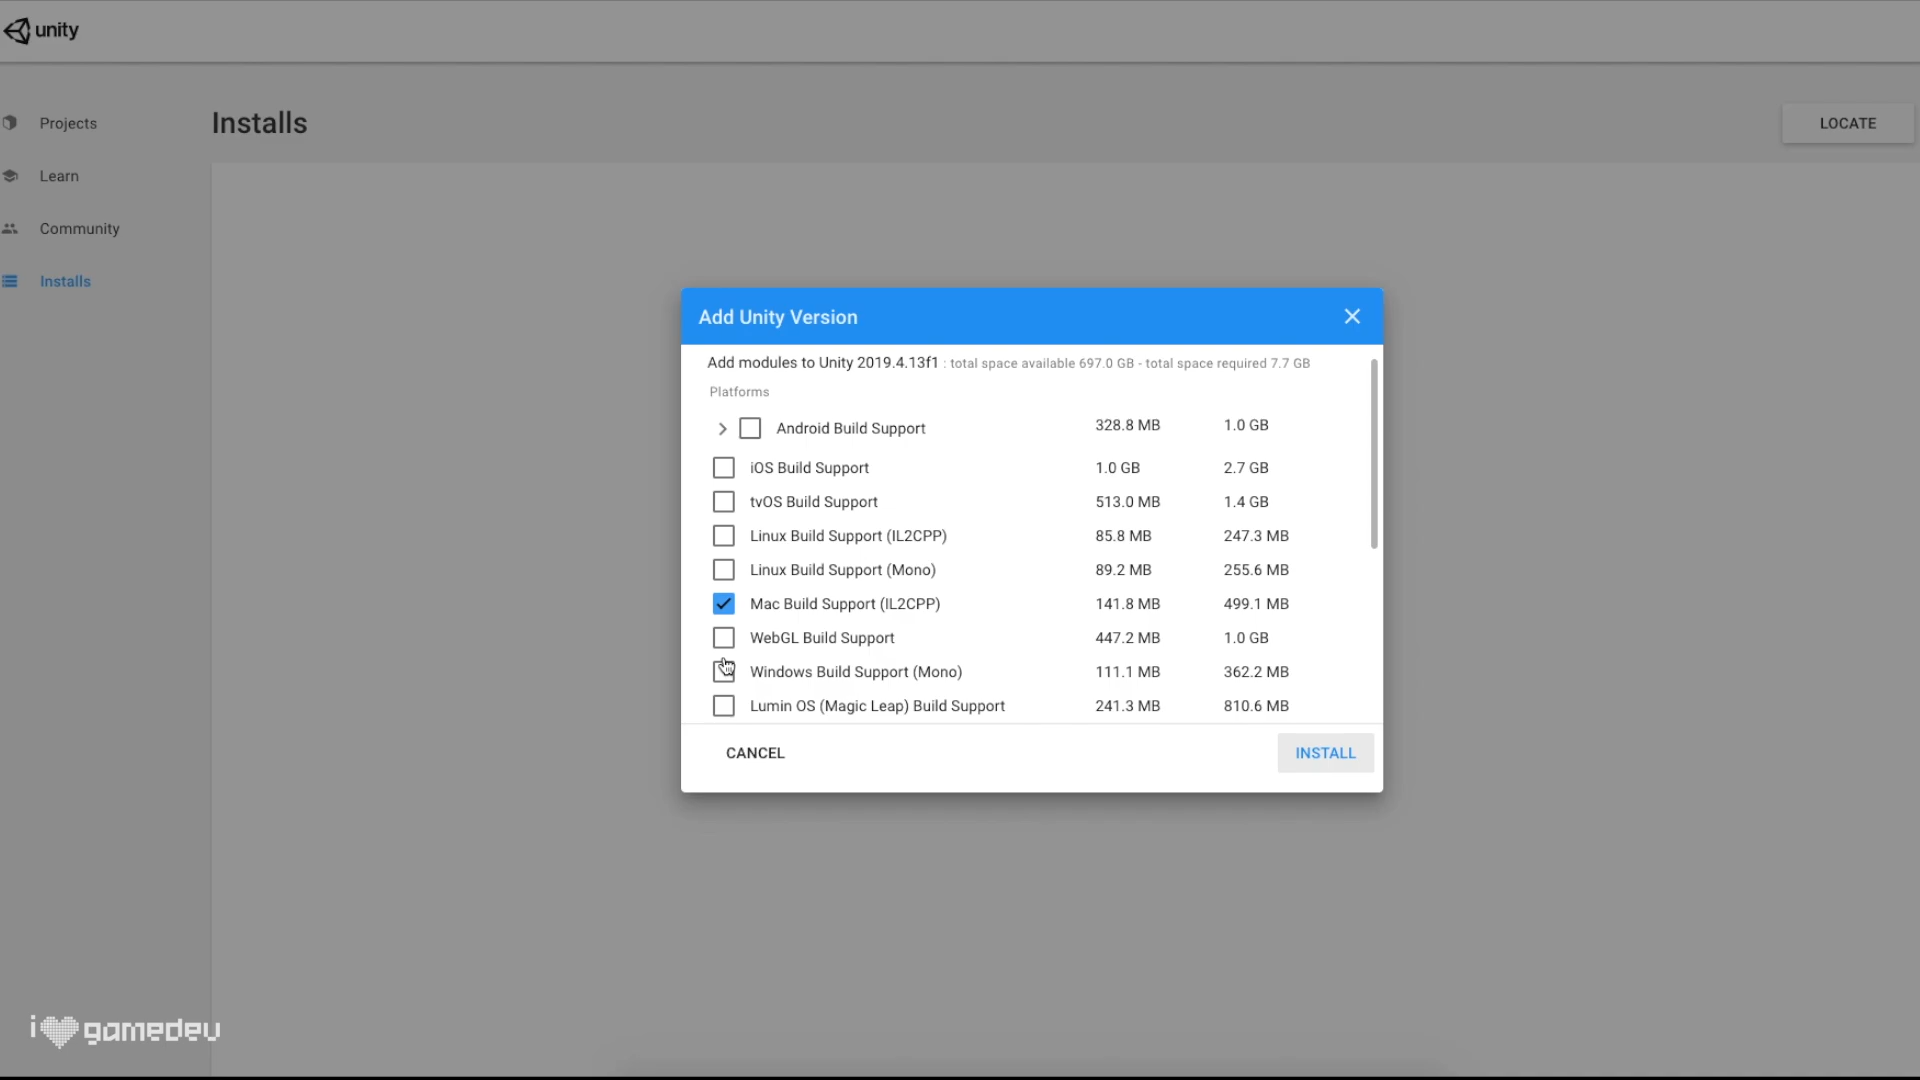 unity
Projects
Learn
Community
Installs
Installs
LOCATE
Add Unity Version
Add modules to Unity 2019.4.13f1 : total space available 697.0 GB - total space required 7.7 GB
Platforms
Android Build Support 328.8 MB 1.0 GB
iOS Build Support 1.0 GB 2.7 GB
tvOS Build Support 513.0 MB 1.4 GB
Linux Build Support (IL2CPP) 85.8 MB 247.3 MB
Linux Build Support (Mono) 89.2 MB 255.6 MB
Mac Build Support (IL2CPP) 141.8 MB 499.1 MB
WebGL Build Support 447.2 MB 1.0 GB
Windows Build Support (Mono) 111.1 MB 362.2 MB
Lumin OS (Magic Leap) Build Support 241.3 MB 810.6 MB
CANCEL INSTALL
i gamedev